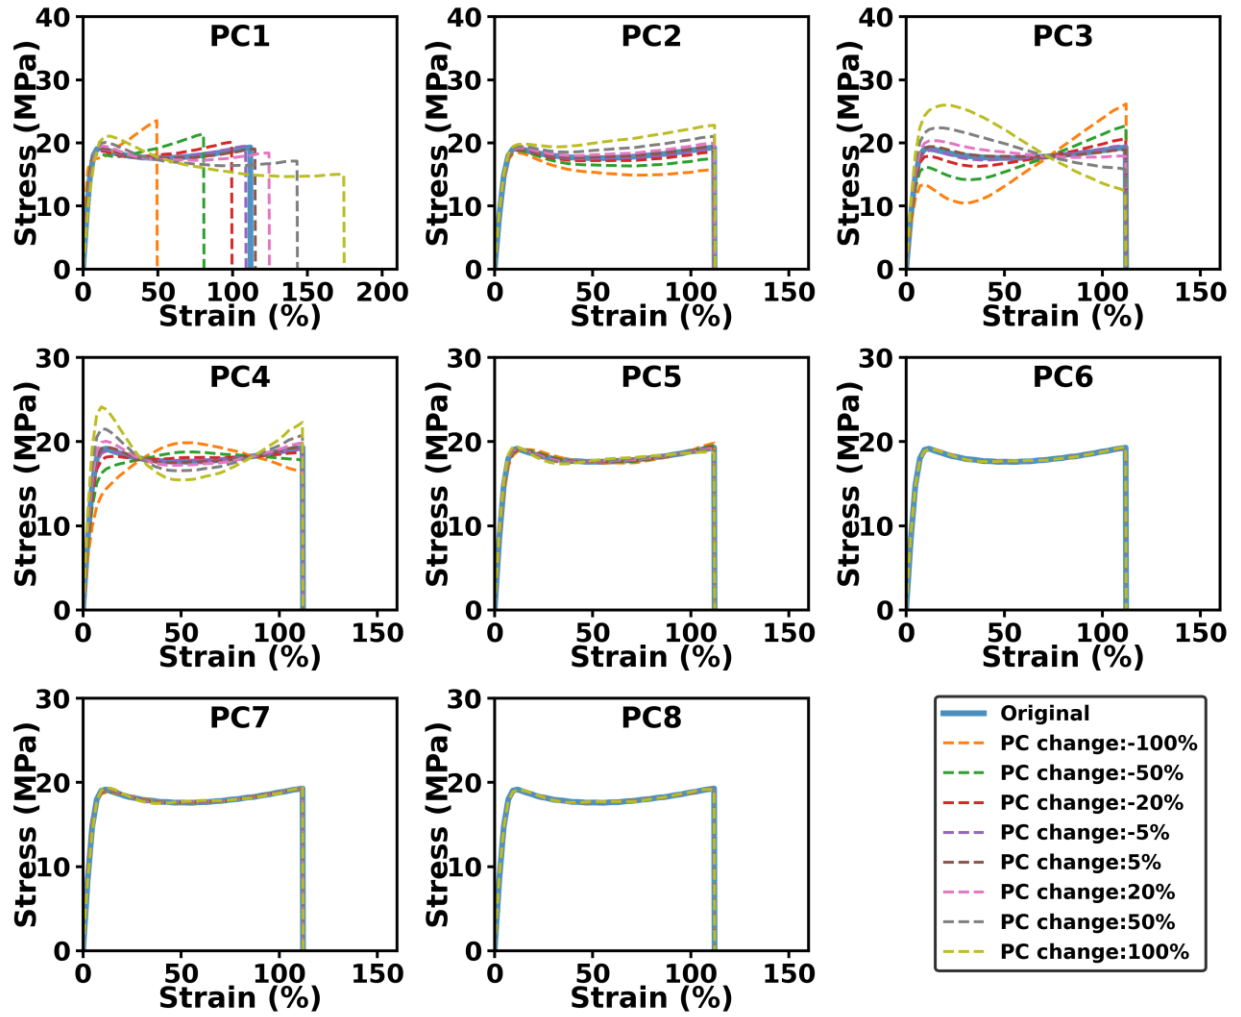 PC1
Stress (MPa)
40
30
20
10
0
0 50 100 150 200
Strain (%)
PC2
Stress (MPa)
40
30
20
10
0
0 50 100 150
Strain (%)
PC3
Stress (MPa)
40
30
20
10
0
0 50 100 150
Strain (%)
PC4
Stress (MPa)
30
20
10
0
0 50 100 150
Strain (%)
PC5
Stress (MPa)
30
20
10
0
0 50 100 150
Strain (%)
PC6
Stress (MPa)
30
20
10
0
0 50 100 150
Strain (%)
PC7
Stress (MPa)
30
20
10
0
0 50 100 150
Strain (%)
PC8
Stress (MPa)
30
20
10
0
0 50 100 150
Strain (%)
Original
PC change:-100%
PC change:-50%
PC change:-20%
PC change:-5%
PC change:5%
PC change:20%
PC change:50%
PC change:100%